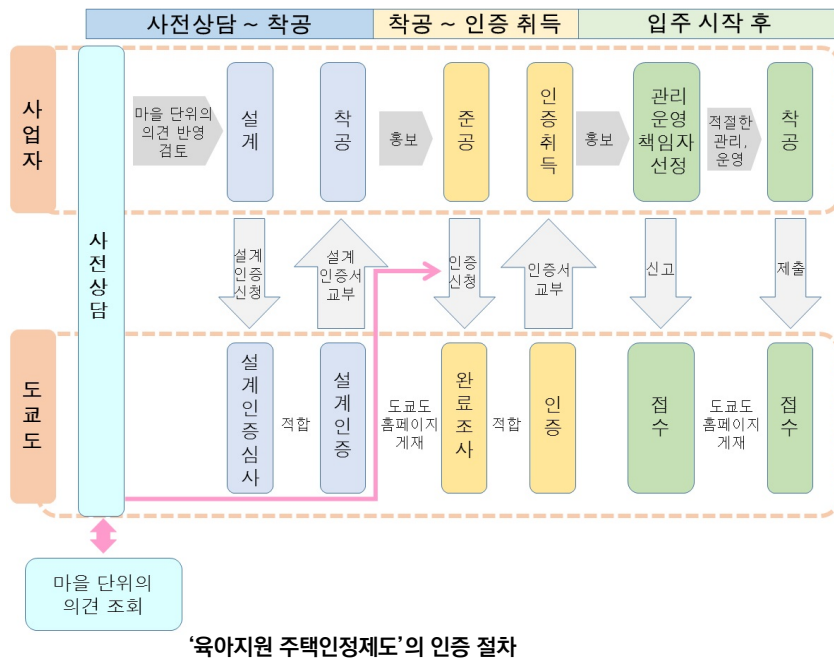 사전상담 ~ 착공
착공 ~ 인증 취득
입주 시작 후
사업자
사전상담
마을 단위의
의견 반영
검토
설계
착공
홍보
준공
인증취득
홍보
관리
운영
책임자
선정
적절한
관리,
운영
착공
설계
인증
신청
설계
인증서
교부
인증
신청
인증서
교부
신고
제출
도쿄도
설계인증심사
적합
설계인증
도쿄도
홈페이지
게재
완료조사
적합
인증
접수
도쿄도
홈페이지
게재
접수
마을 단위의
의견 조회
‘육아지원 주택인정제도’의 인증 절차